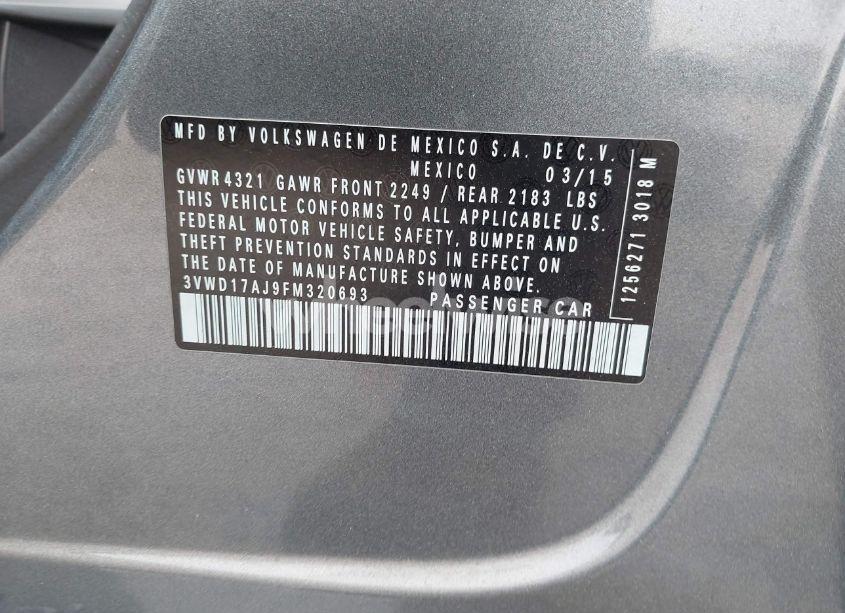 MFD BY VOLKSWAGEN DE MEXICO S.A. DE C.V.
MEXICO 03/15
GVWR 4321 GAWR FRONT 2249 / REAR 2183 LBS
THIS VEHICLE CONFORMS TO ALL APPLICABLE U.S.
FEDERAL MOTOR VEHICLE SAFETY, BUMPER AND
THEFT PREVENTION STANDARDS IN EFFECT ON
THE DATE OF MANUFACTURE SHOWN ABOVE.
3VWD17AJ9FM320693 PASSENGER CAR
1256271 3018 M